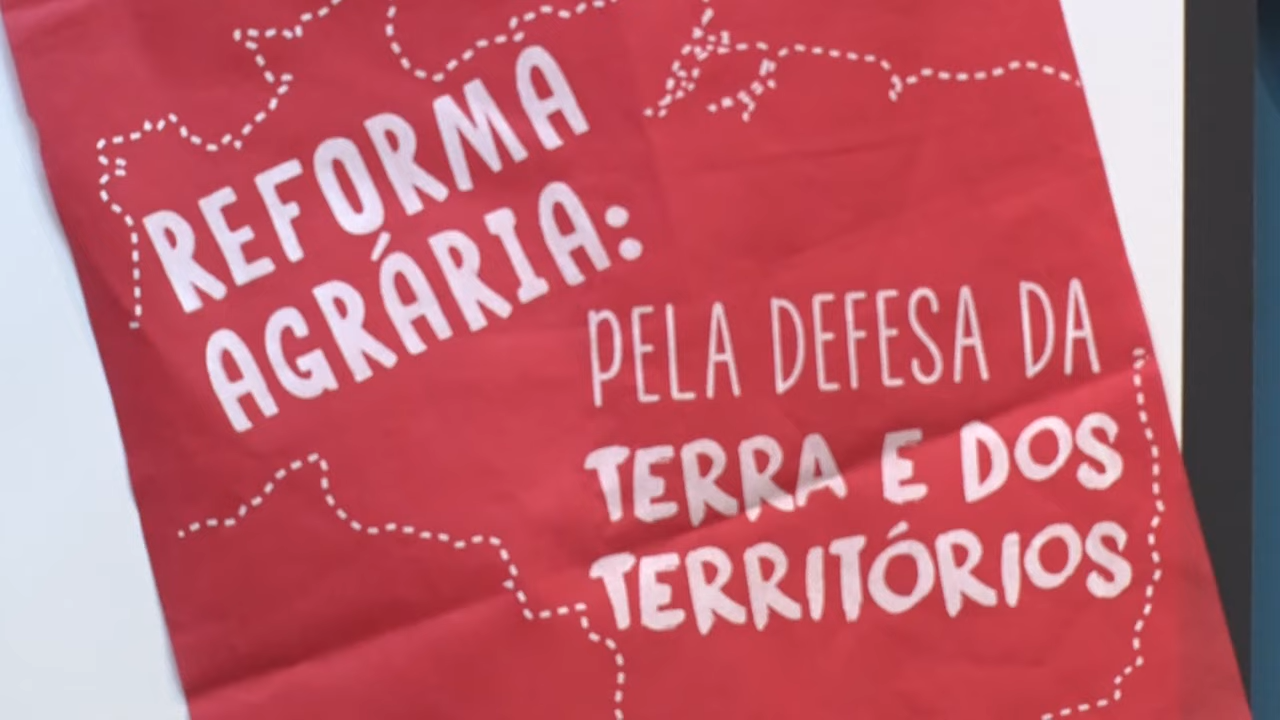 REFORMA
AGRÁRIA:
PELA DEFESA DA
TERRA E DOS
TERRITÓRIOS